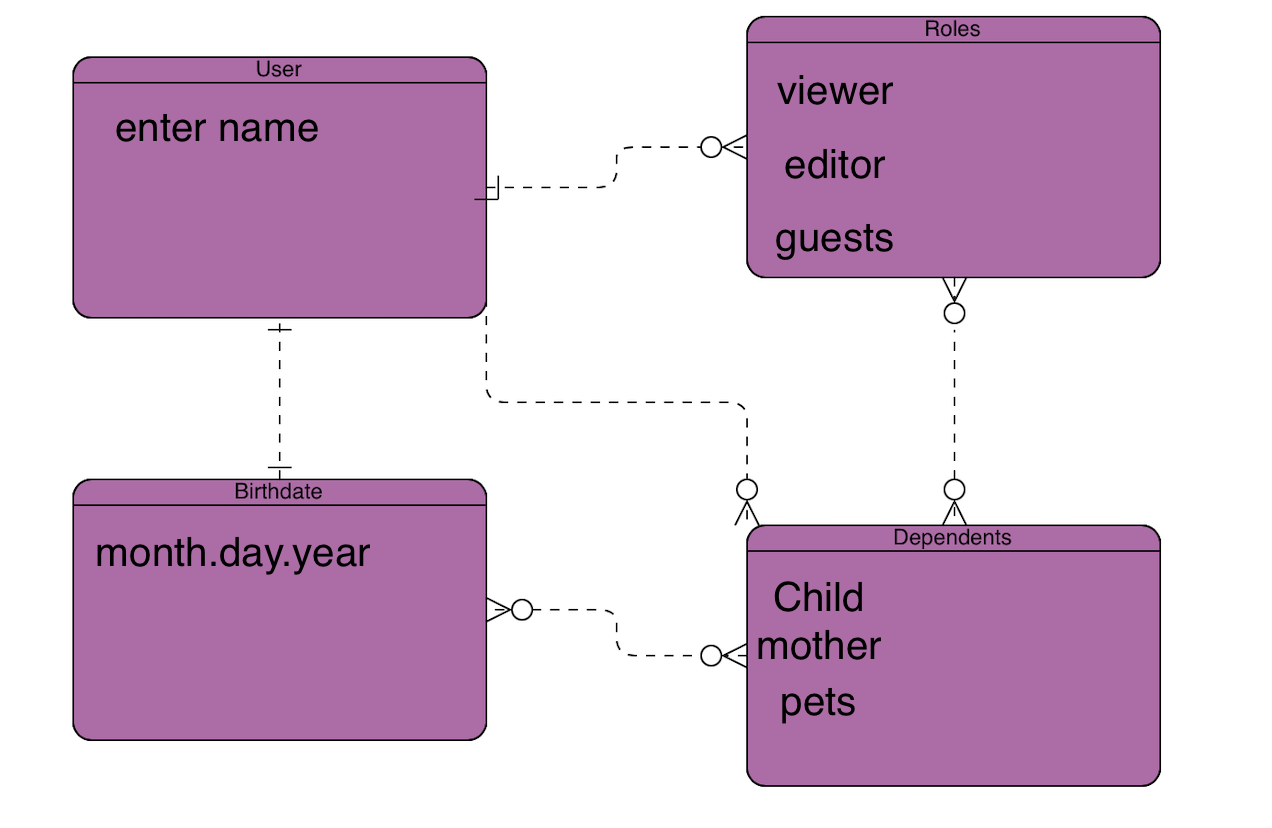 User
enter name
Roles
viewer
editor
guests
Birthdate
month.day.year
Dependents
Child
mother
pets